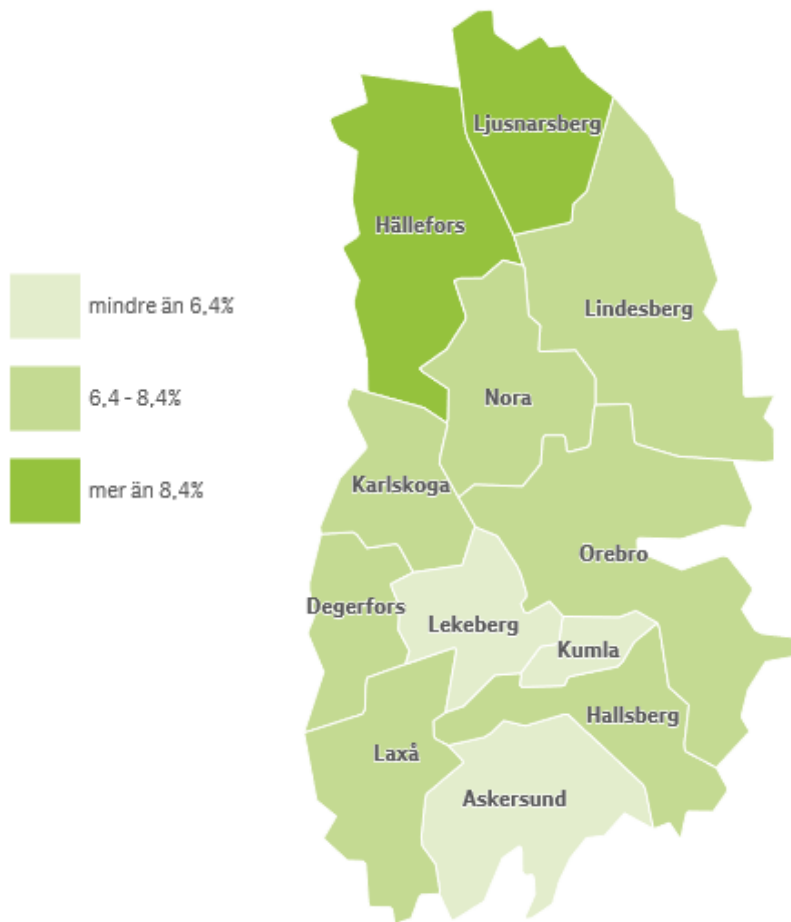 Ljusnarsberg
Hällefors
mindre än 6,4%
Lindesberg
6,4 - 8,4%
Nora
mer än 8,4%
Karlskoga
Orebro
Degerfors
Lekeberg
Kumla
Hallsberg
Laxå
Askersund